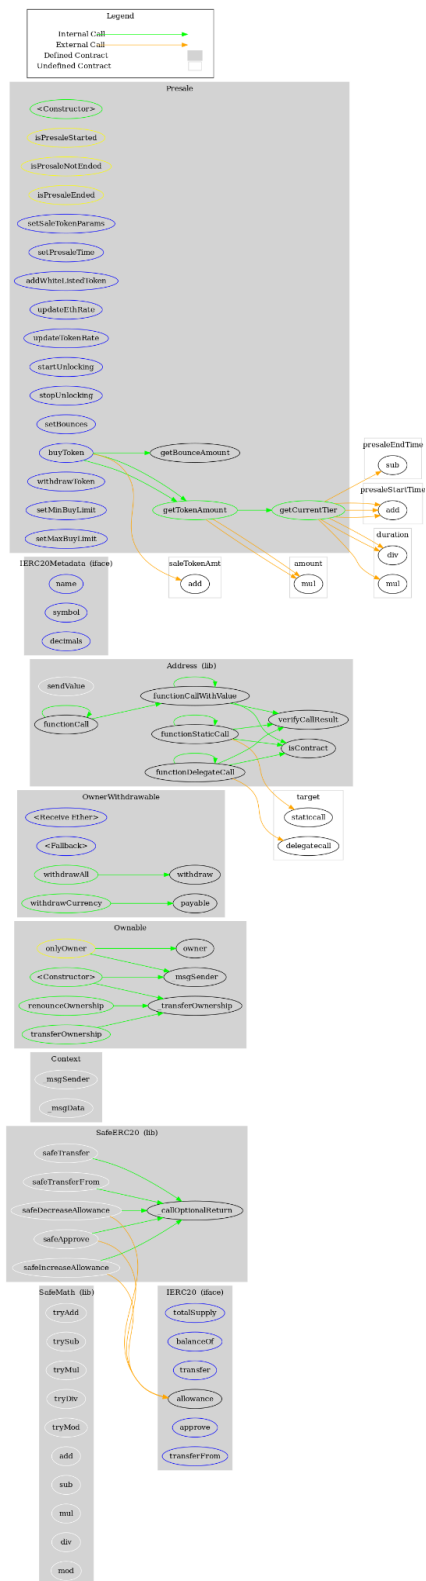 Legend
Internal Call
External Call
Defined Contract
Undefined Contract
Presale
<Constructor>
isPresaleStarted
isPresaleNotEnded
isPresaleEnded
setSaleTokenParams
setPresaleTime
addWhiteListedToken
updateEthRate
updateTokenRate
startUnlocking
stopUnlocking
setBounces
buyToken
getBounceAmount
withdrawToken
setMinBuyLimit
getTokenAmount
getCurrentTier
setMaxBuyLimit
presaleEndTime
sub
presaleStartTime
add
duration
div
mul
IERC20Metadata (iface)
name
symbol
decimals
saleTokenAmt
add
amount
mul
Address (lib)
sendValue
functionCall
functionCallWithValue
functionStaticCall
functionDelegateCall
verifyCallResult
isContract
target
staticcall
delegatecall
OwnerWithdrawable
<Receive Ether>
<Fallback>
withdrawAll
withdraw
withdrawCurrency
payable
Ownable
onlyOwner
owner
<Constructor>
msgSender
renounceOwnership
transferOwnership
transferOwnership
Context
_msgSender
_msgData
SafeERC20 (lib)
safeTransfer
safeTransferFrom
safeDecreaseAllowance
callOptionalReturn
safeApprove
safeIncreaseAllowance
SafeMath (lib)
tryAdd
trySub
tryMul
tryDiv
tryMod
add
sub
mul
div
mod
IERC20 (iface)
totalSupply
balanceOf
transfer
allowance
approve
transferFrom